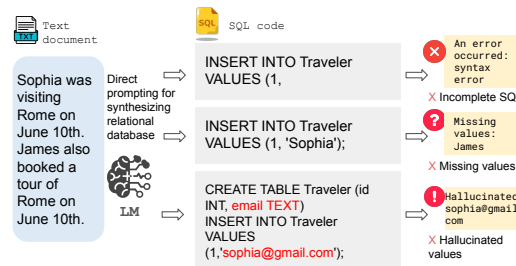 Text
document
TXT
Sophia was
visiting
Rome on
June 10th.
James also
booked a
tour of
Rome on
June 10th.
Direct
prompting for
synthesizing
relational
database
LM
SQL
SQL code
INSERT INTO Traveler
VALUES (1,
INSERT INTO Traveler
VALUES (1, 'Sophia');
CREATE TABLE Traveler (id
INT, email TEXT)
INSERT INTO Traveler
VALUES
(1,'sophia@gmail.com');
An error
occurred:
syntax
error
X Incomplete SQ
?
Missing
values:
James
X Missing values
!
Hallucinated
sophia@gmail
com
X Hallucinated
values